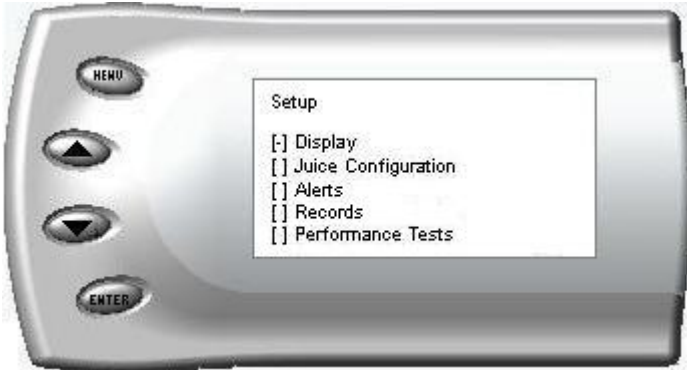 MENU
ENTER
Setup
[-] Display
[ ] Juice Configuration
[ ] Alerts
[ ] Records
[ ] Performance Tests